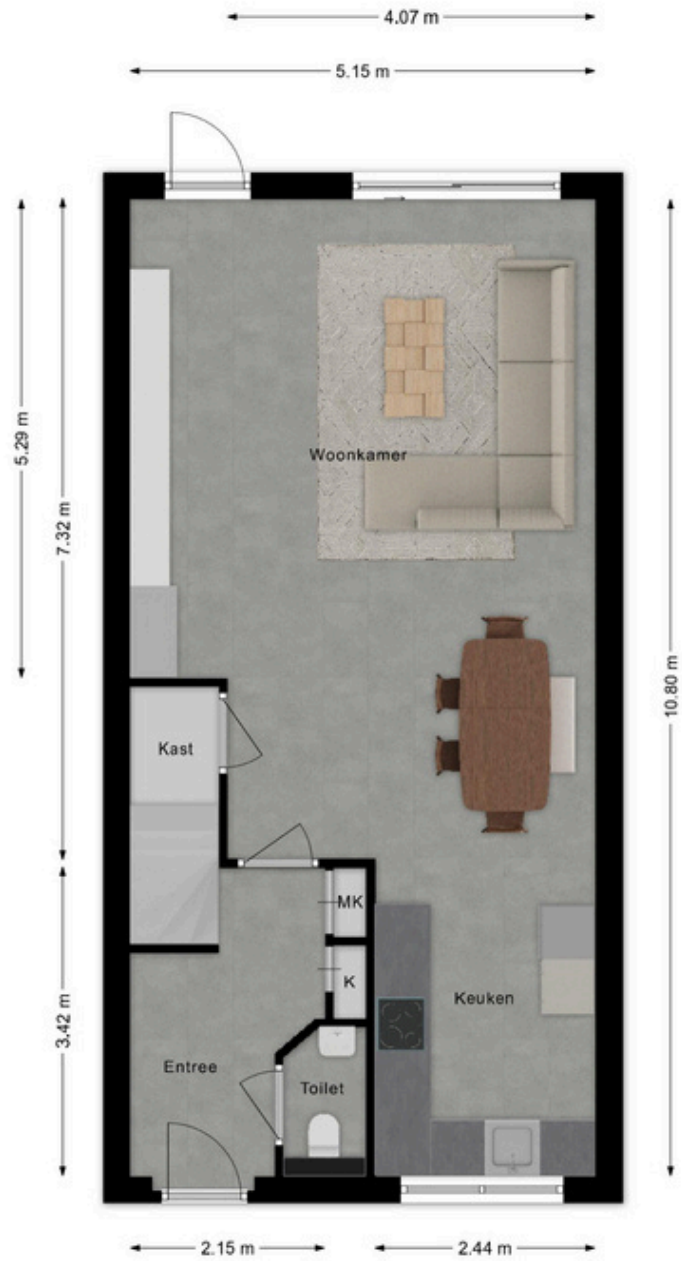 4.07 m
5.15 m
5.29 m
7.32 m
10.80 m
Woonkamer
Kast
MK
K
Keuken
3.42 m
Entree
Toilet
2.15 m
2.44 m